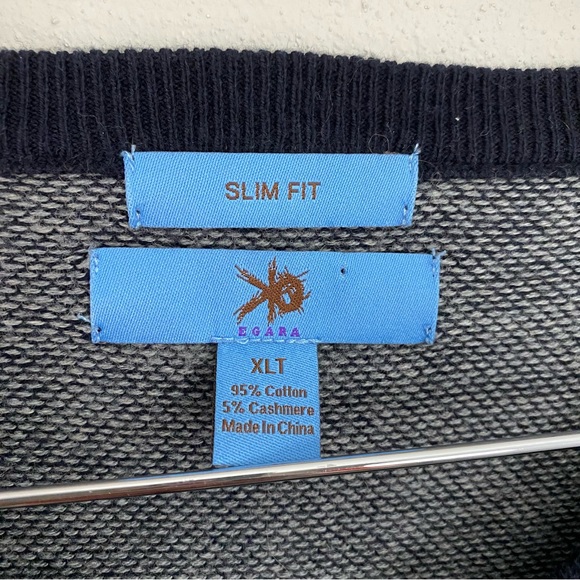 SLIM FIT
EGARA
XLT
95% Cotton
5% Cashmere
Made In China